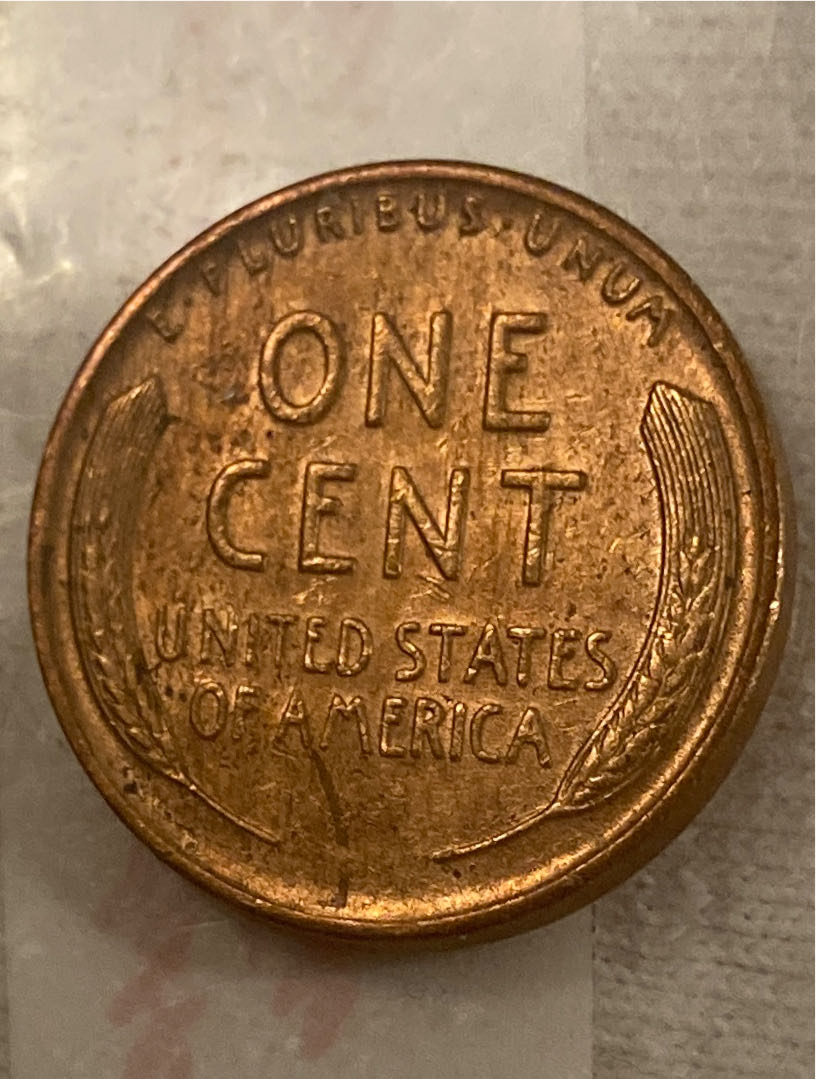 E·PLURIBUS·UNUM
ONE
CENT
UNITED STATES
OF AMERICA